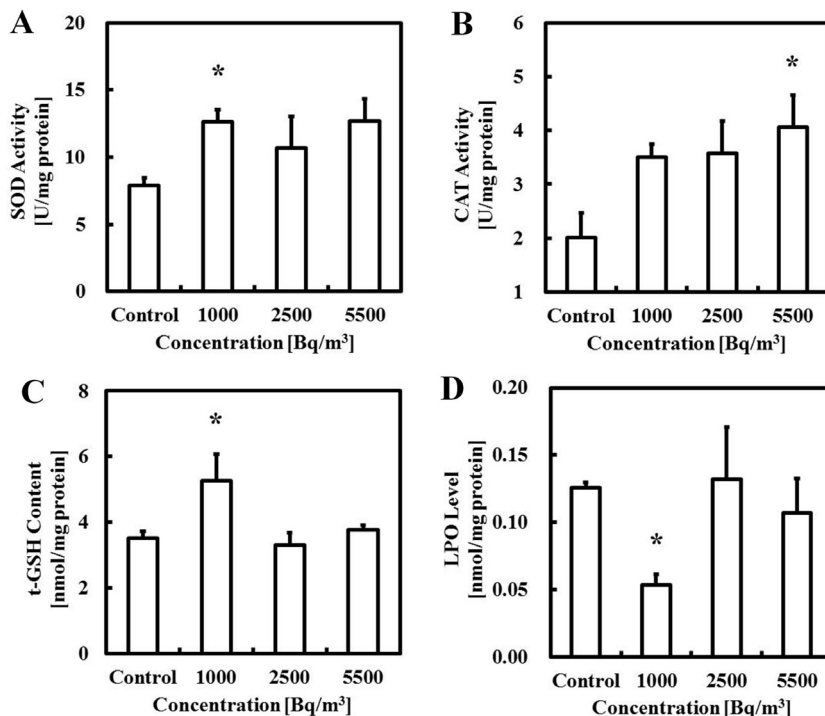 A
SOD Activity
[U/mg protein]
20
15
10
5
0
*
Control 1000 2500 5500
Concentration [Bq/m³]
B
CAT Activity
[U/mg protein]
6
5
4
3
2
1
*
Control 1000 2500 5500
Concentration [Bq/m³]
C
t-GSH Content
[nmol/mg protein]
8
6
4
2
0
*
Control 1000 2500 5500
Concentration [Bq/m³]
D
LPO Level
[nmol/mg protein]
0.20
0.15
0.10
0.05
0.00
*
Control 1000 2500 5500
Concentration [Bq/m³]